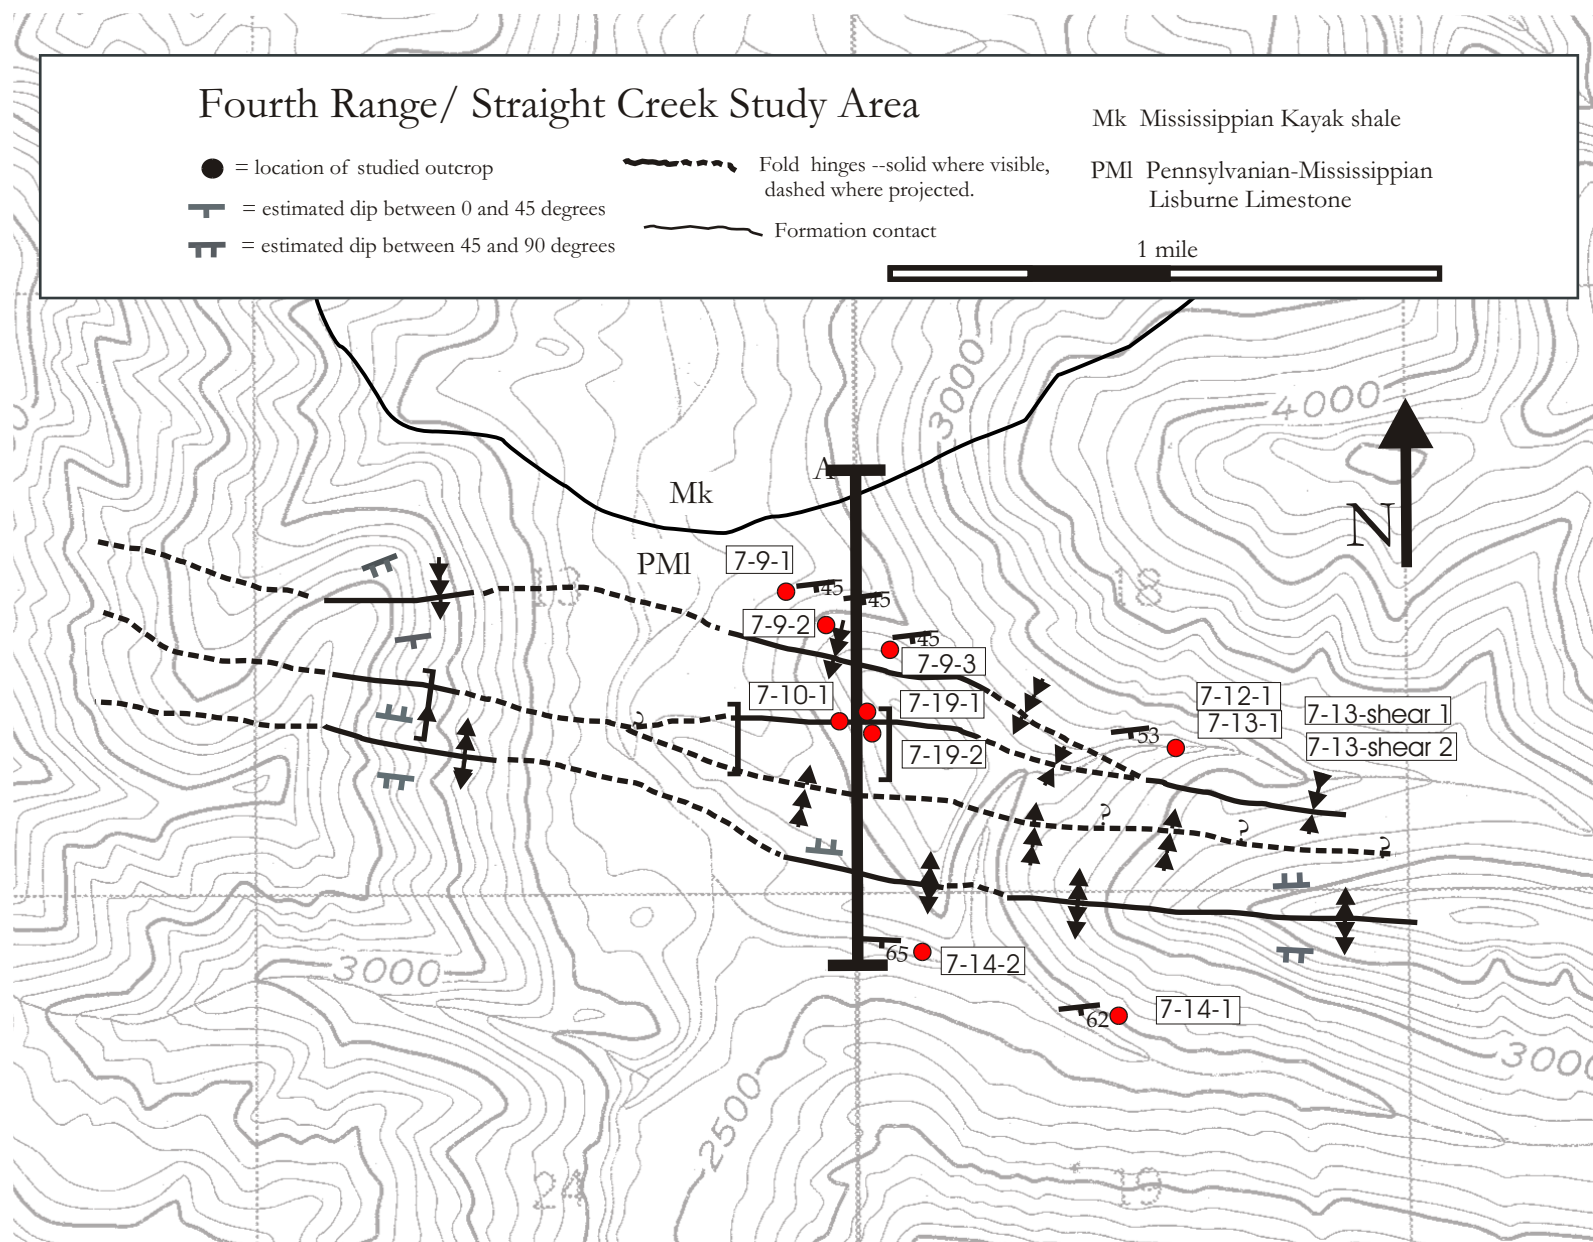 Fourth Range/ Straight Creek Study Area
= location of studied outcrop
= estimated dip between 0 and 45 degrees
= estimated dip between 45 and 90 degrees
Fold hinges --solid where visible,
dashed where projected.
Formation contact
Mk Mississippian Kayak shale
PMl Pennsylvanian-Mississippian
Lisburne Limestone
1 mile
3000
4000
A
Mk
N
PMl
7-9-1
13
18
45
45
7-9-2
45
7-9-3
7-10-1
7-19-1
7-12-1
7-13-1
7-13-shear 1
?
53
7-19-2
7-13-shear 2
?
?
?
65
7-14-2
3000
62
7-14-1
3000
2500
24
19